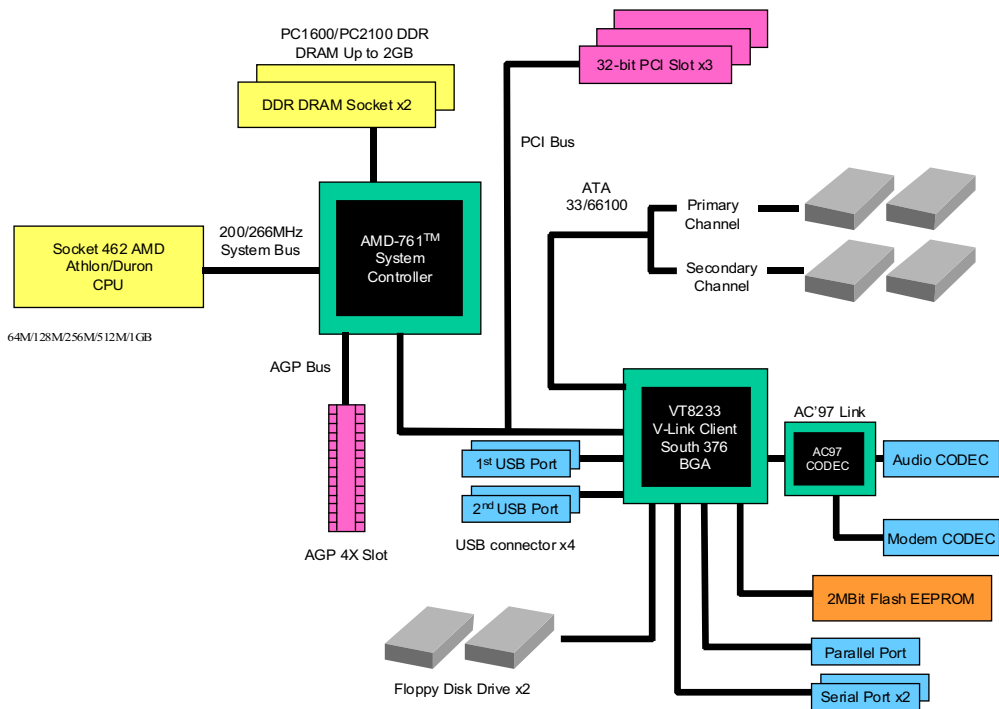 PC1600/PC2100 DDR
DRAM Up to 2GB
DDR DRAM Socket x2
32-bit PCI Slot x3
PCI Bus
ATA
33/66100
Primary
Channel
Secondary
Channel
200/266MHz
System Bus
AMD-761™
System
Controller
Socket 462 AMD
Athlon/Duron
CPU
64M/128M/256M/512M/1GB
AGP Bus
AGP 4X Slot
VT8233
V-Link Client
South 376
BGA
AC'97 Link
AC97
CODEC
Audio CODEC
Modem CODEC
1st USB Port
2nd USB Port
USB connector x4
2MBit Flash EEPROM
Parallel Port
Serial Port x2
Floppy Disk Drive x2